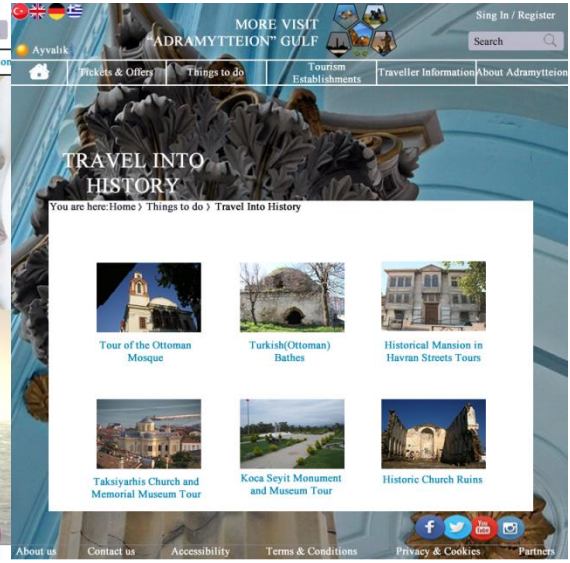 MORE VISIT
"ADRAMYTTEION" GULF
Sing In / Register
Search
Ayvalık
Tickets & Offers
Things to do
Tourism
Establishments
Traveller Information
About Adramytteion
TRAVEL INTO
HISTORY
You are here:Home > Things to do > Travel Into History
Tour of the Ottoman
Mosque
Turkish(Ottoman)
Bathes
Historical Mansion in
Havran Streets Tours
Taksiyarhis Church and
Memorial Museum Tour
Koca Seyit Monument
and Museum Tour
Historic Church Ruins
You
Tube
About us
Contact us
Accessibility
Terms & Conditions
Privacy & Cookies
Partners